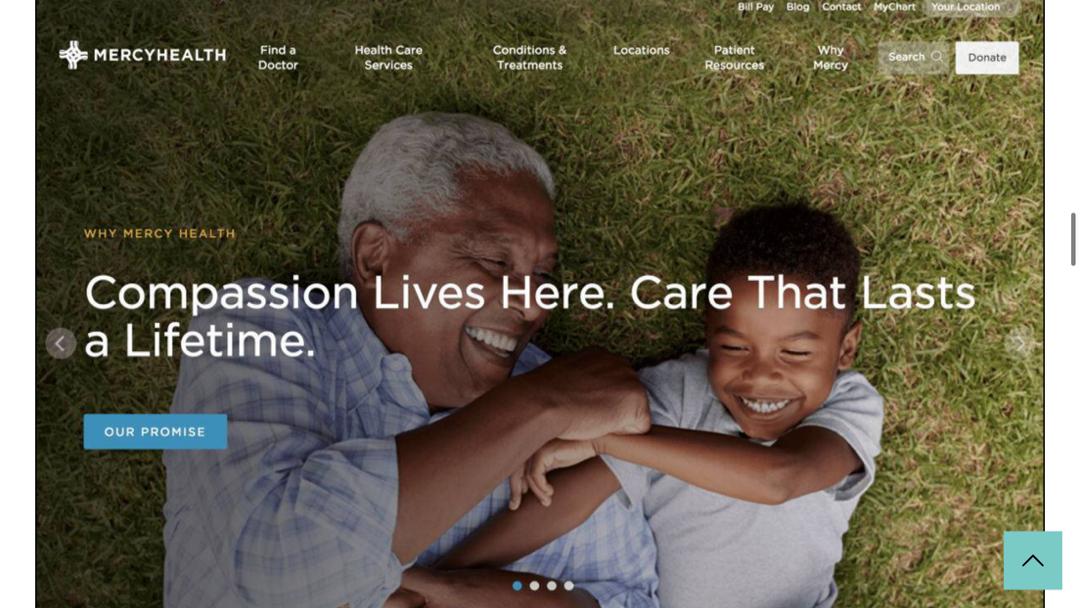 Bill Pay Blog Contact MyChart Your Location
MERCYHEALTH
Find a
Doctor
Health Care
Services
Conditions &
Treatments
Locations
Patient
Resources
Why
Mercy
Search
Donate
WHY MERCY HEALTH
Compassion Lives Here. Care That Lasts
a Lifetime.
OUR PROMISE